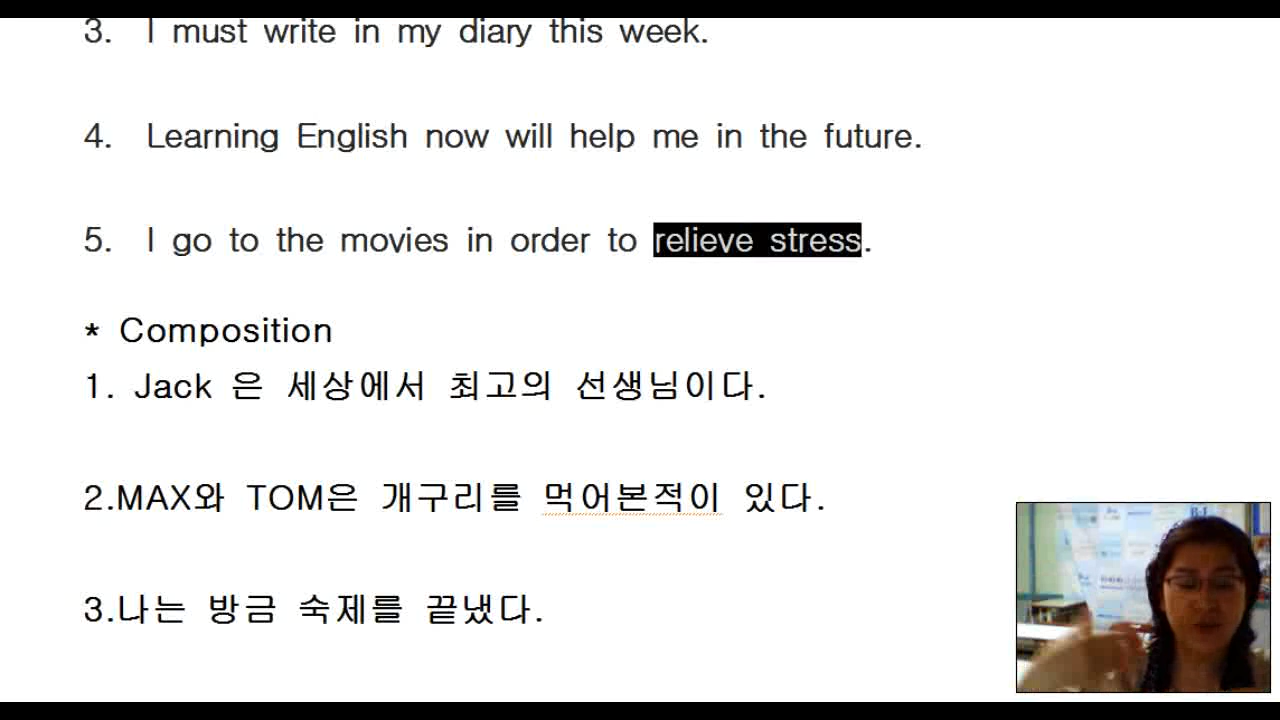 3. I must write in my diary this week.
4. Learning English now will help me in the future.
5. I go to the movies in order to relieve stress.
* Composition
1. Jack 은 세상에서 최고의 선생님이다.
2.MAX와 TOM은 개구리를 먹어본적이 있다.
3.나는 방금 숙제를 끝냈다.